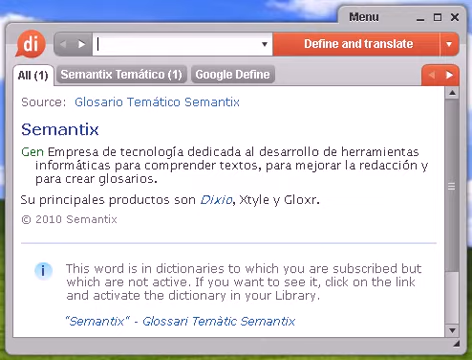 Menu
di
Define and translate
All (1)
Semantix Temático (1)
Google Define
Source: Glosario Temático Semantix
Semantix
Gen Empresa de tecnología dedicada al desarrollo de herramientas
informáticas para comprender textos, para mejorar la redacción y
para crear glosarios.
Su principales productos son Dixio, Xtyle y Gloxr.
© 2010 Semantix
i
This word is in dictionaries to which you are subscribed but
which are not active. If you want to see it, click on the link
and activate the dictionary in your Library.
"Semantix" - Glossari Temàtic Semantix